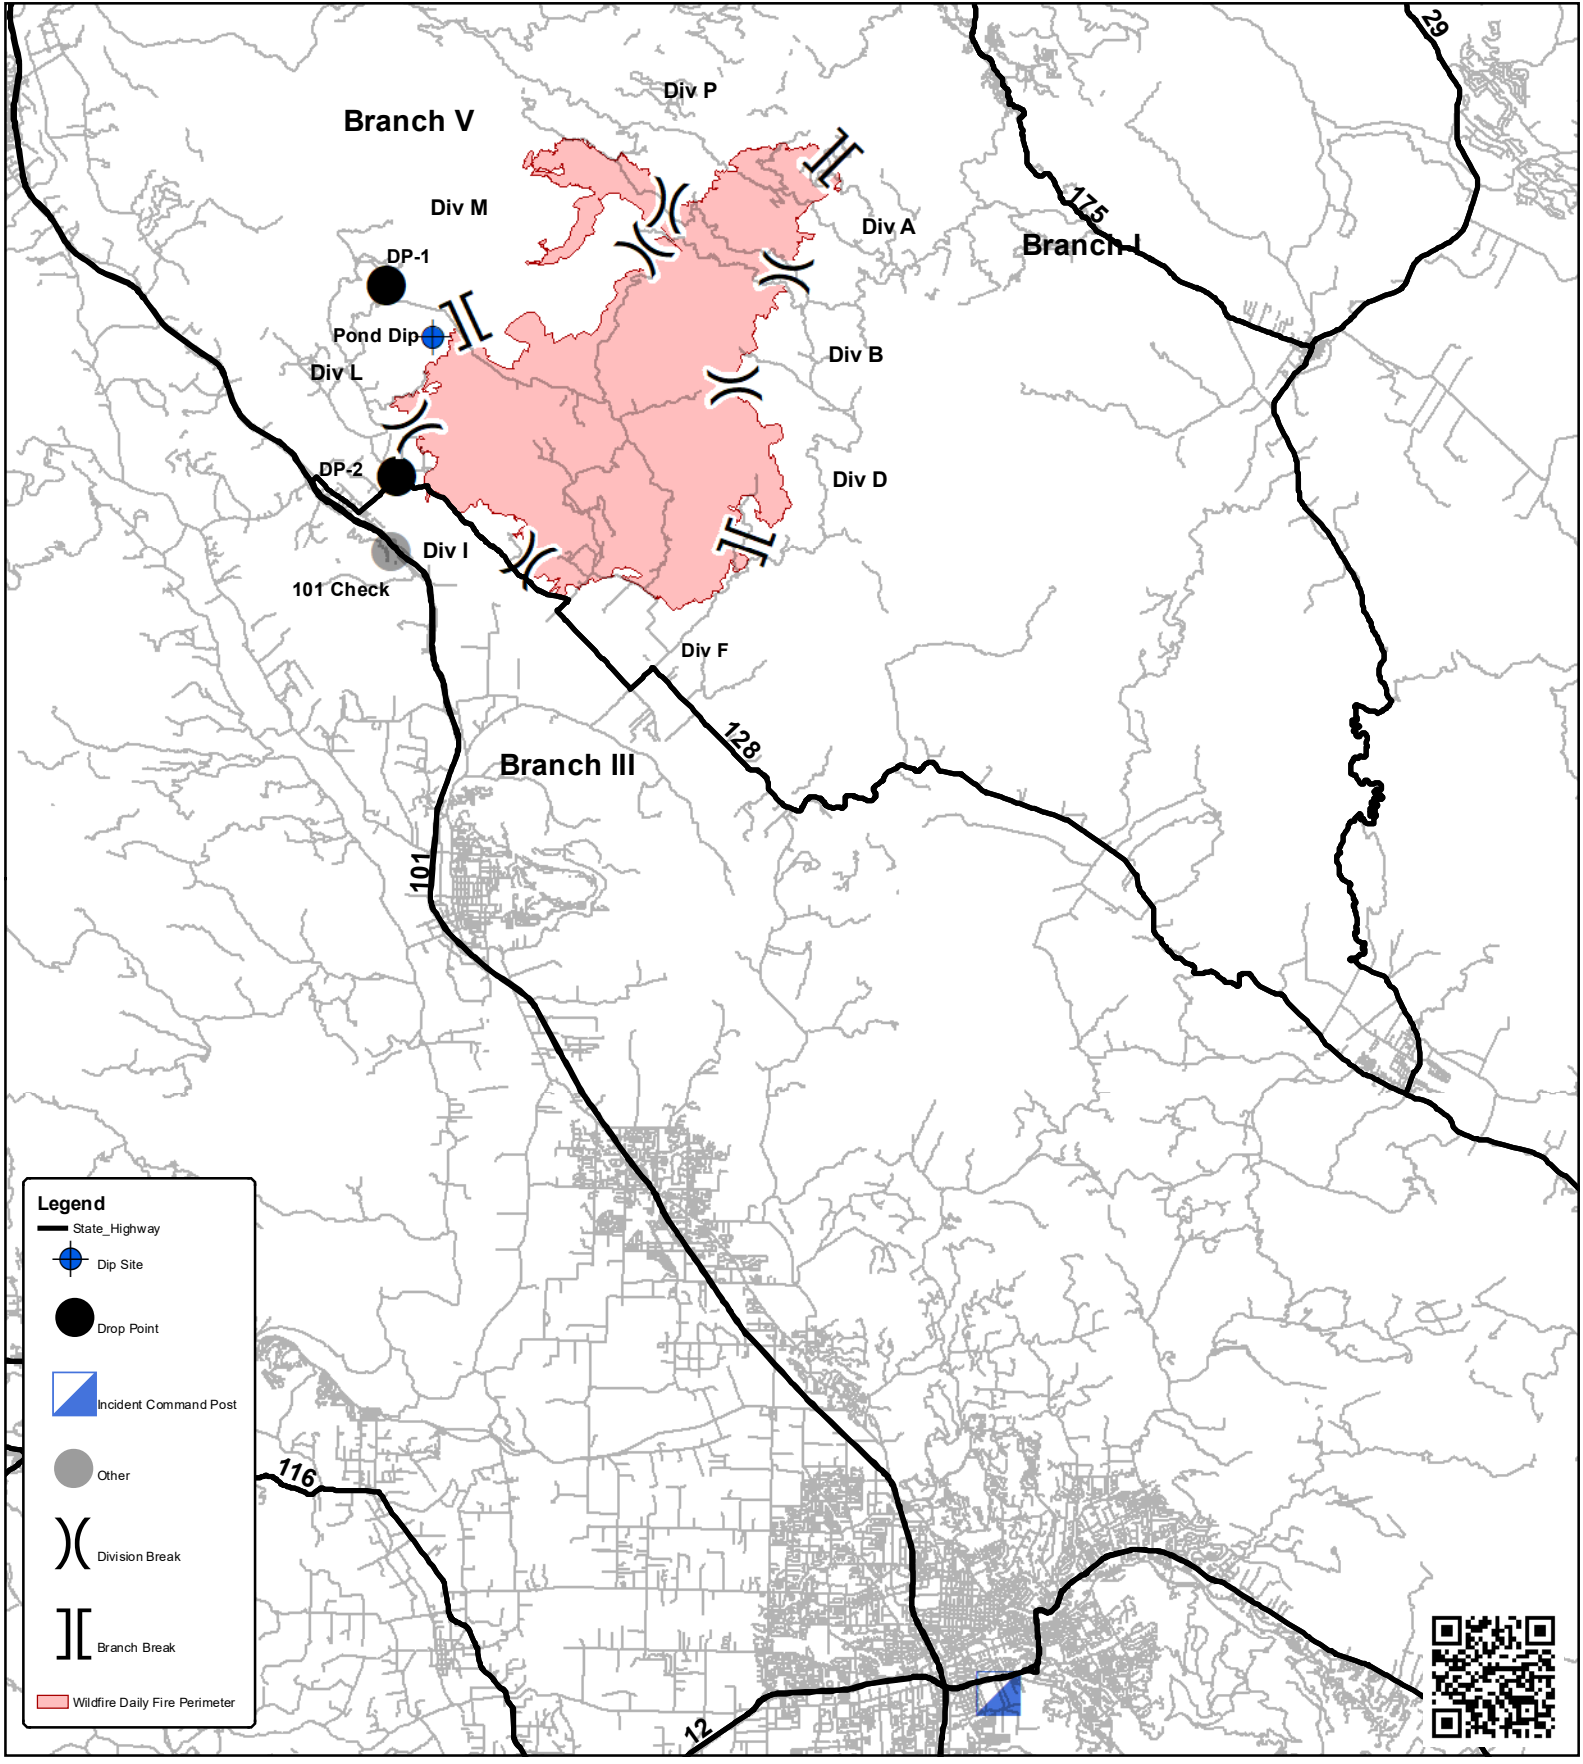 29
Div P
Branch V
175
Div M
Div A
Branch I
DP-1
Pond Dip
Div B
Div L
DP-2
Div D
Div I
101 Check
Div F
128
Branch III
101
Legend
State_Highway
Dip Site
Drop Point
Incident Command Post
Other
Division Break
Branch Break
Wildfire Daily Fire Perimeter
116
12